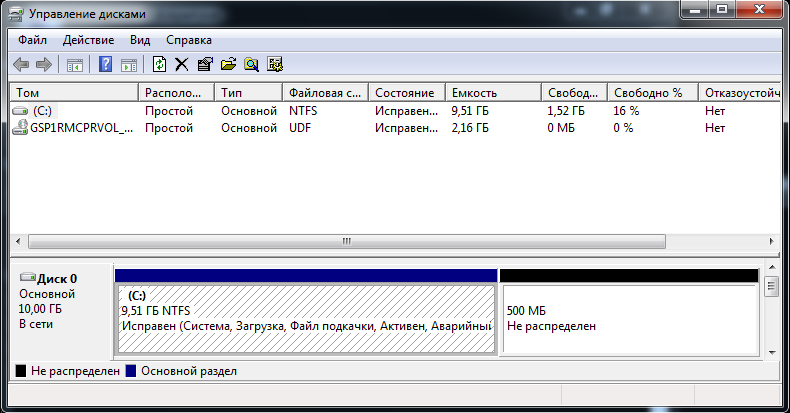 Управление дисками
Файл Действие Вид Справка
Том Располо... Тип Файловая с... Состояние Емкость Свобод... Свободно % Отказоустойч
(C:) Простой Основной NTFS Исправен... 9,51 ГБ 1,52 ГБ 16 % Нет
GSP1RMCPRVOL_... Простой Основной UDF Исправен... 2,16 ГБ 0 МБ 0 % Нет
Диск 0
Основной
10,00 ГБ
В сети
(C:)
9,51 ГБ NTFS
Исправен (Система, Загрузка, Файл подкачки, Активен, Аварийный
500 МБ
Не распределен
Не распределен Основной раздел